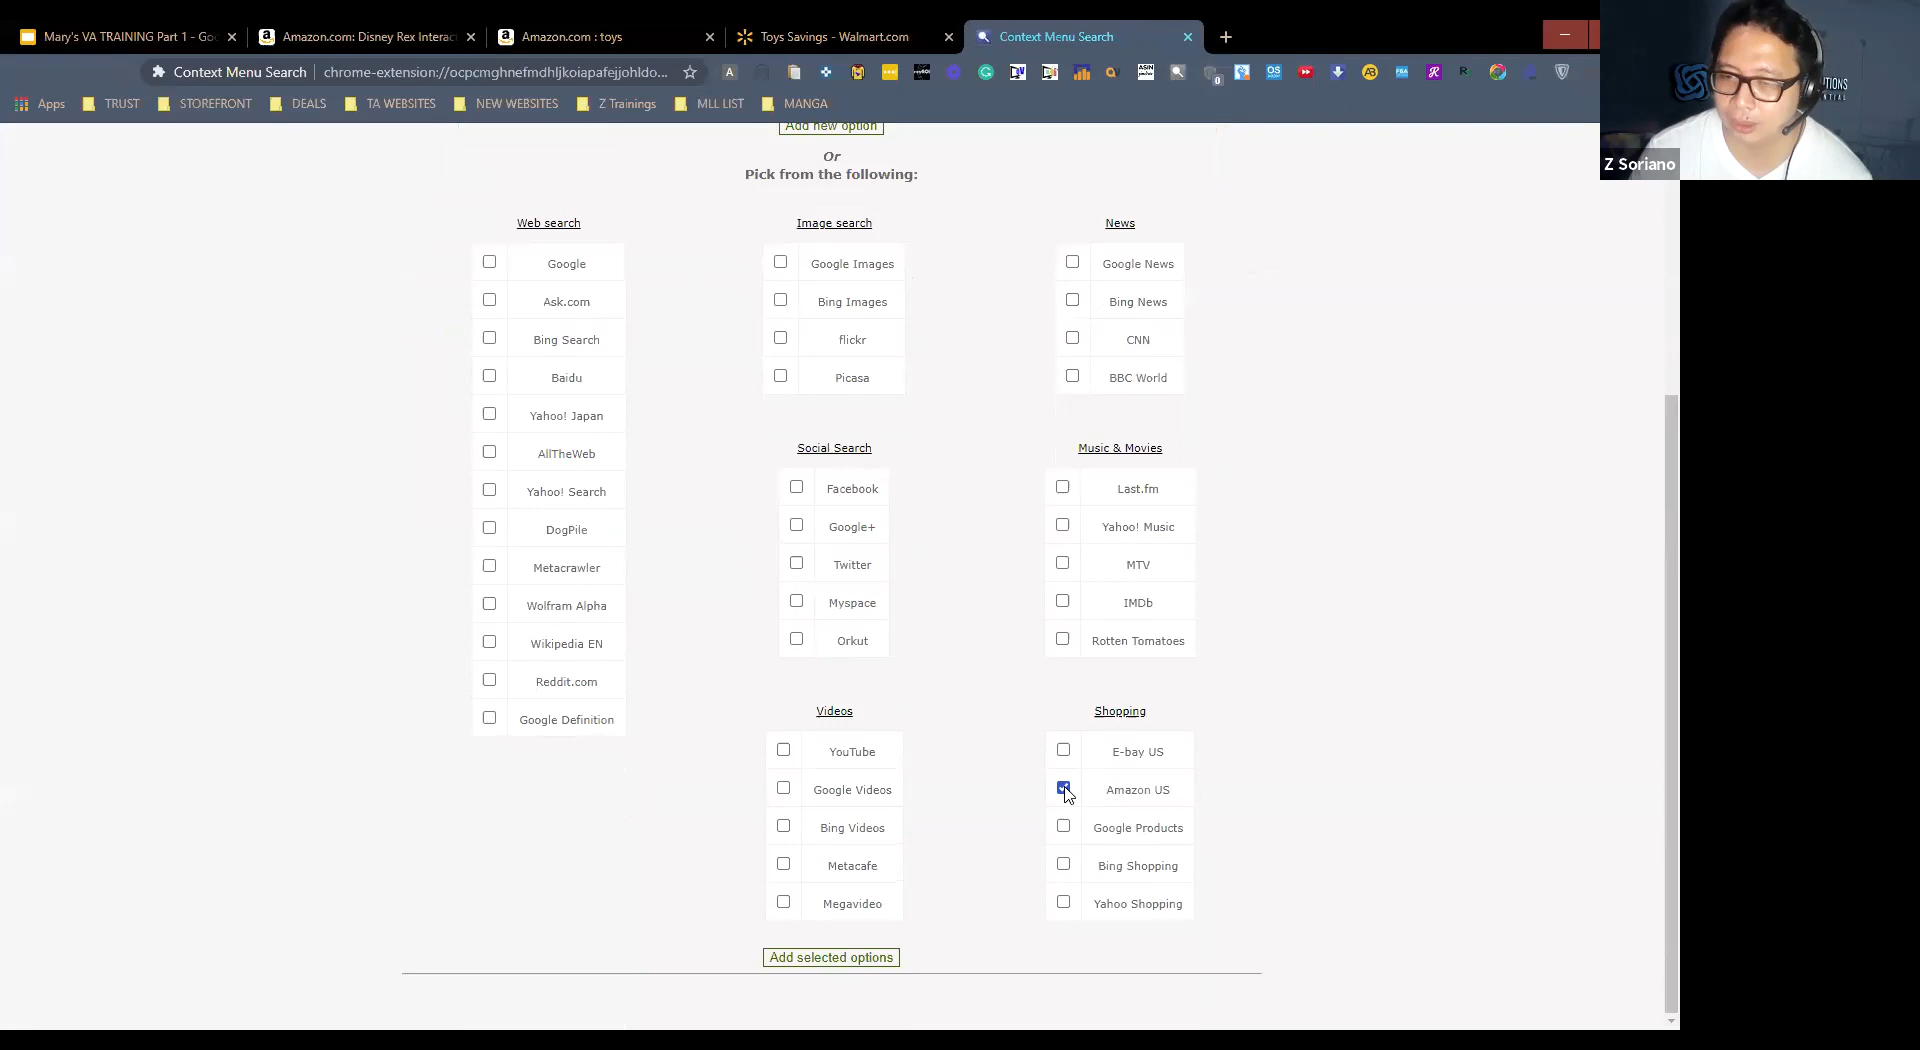 Mary's VA TRAINING Part 1 - Go
Amazon.com: Disney Rex Interac
Amazon.com : toys
Toys Savings - Walmart.com
Context Menu Search
Context Menu Search
chrome-extension://ocpcmghnefmdhljkoiapafejjohldo...
Apps
TRUST
STOREFRONT
DEALS
TA WEBSITES
NEW WEBSITES
Z Trainings
MLL LIST
MANGA
Z Soriano
Add new option
Or
Pick from the following:
Web search
Google
Ask.com
Bing Search
Baidu
Yahoo! Japan
AllTheWeb
Yahoo! Search
DogPile
Metacrawler
Wolfram Alpha
Wikipedia EN
Reddit.com
Google Definition
Image search
Google Images
Bing Images
flickr
Picasa
News
Google News
Bing News
CNN
BBC World
Social Search
Facebook
Google+
Twitter
Myspace
Orkut
Music & Movies
Last.fm
Yahoo! Music
MTV
IMDb
Rotten Tomatoes
Videos
YouTube
Google Videos
Bing Videos
Metacafe
Megavideo
Shopping
E-bay US
Amazon US
Google Products
Bing Shopping
Yahoo Shopping
Add selected options